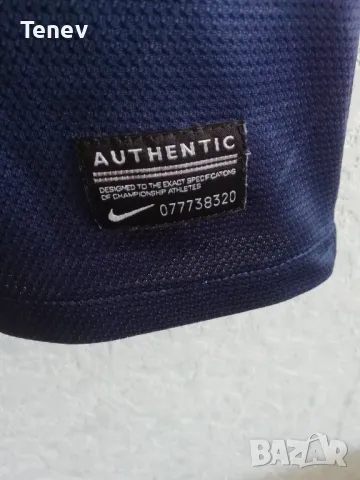 Tenev
AUTHENTIC
DESIGNED TO THE EXACT SPECIFICATIONS
OF CHAMPIONSHIP ATHLETES
077738320
BAZAR